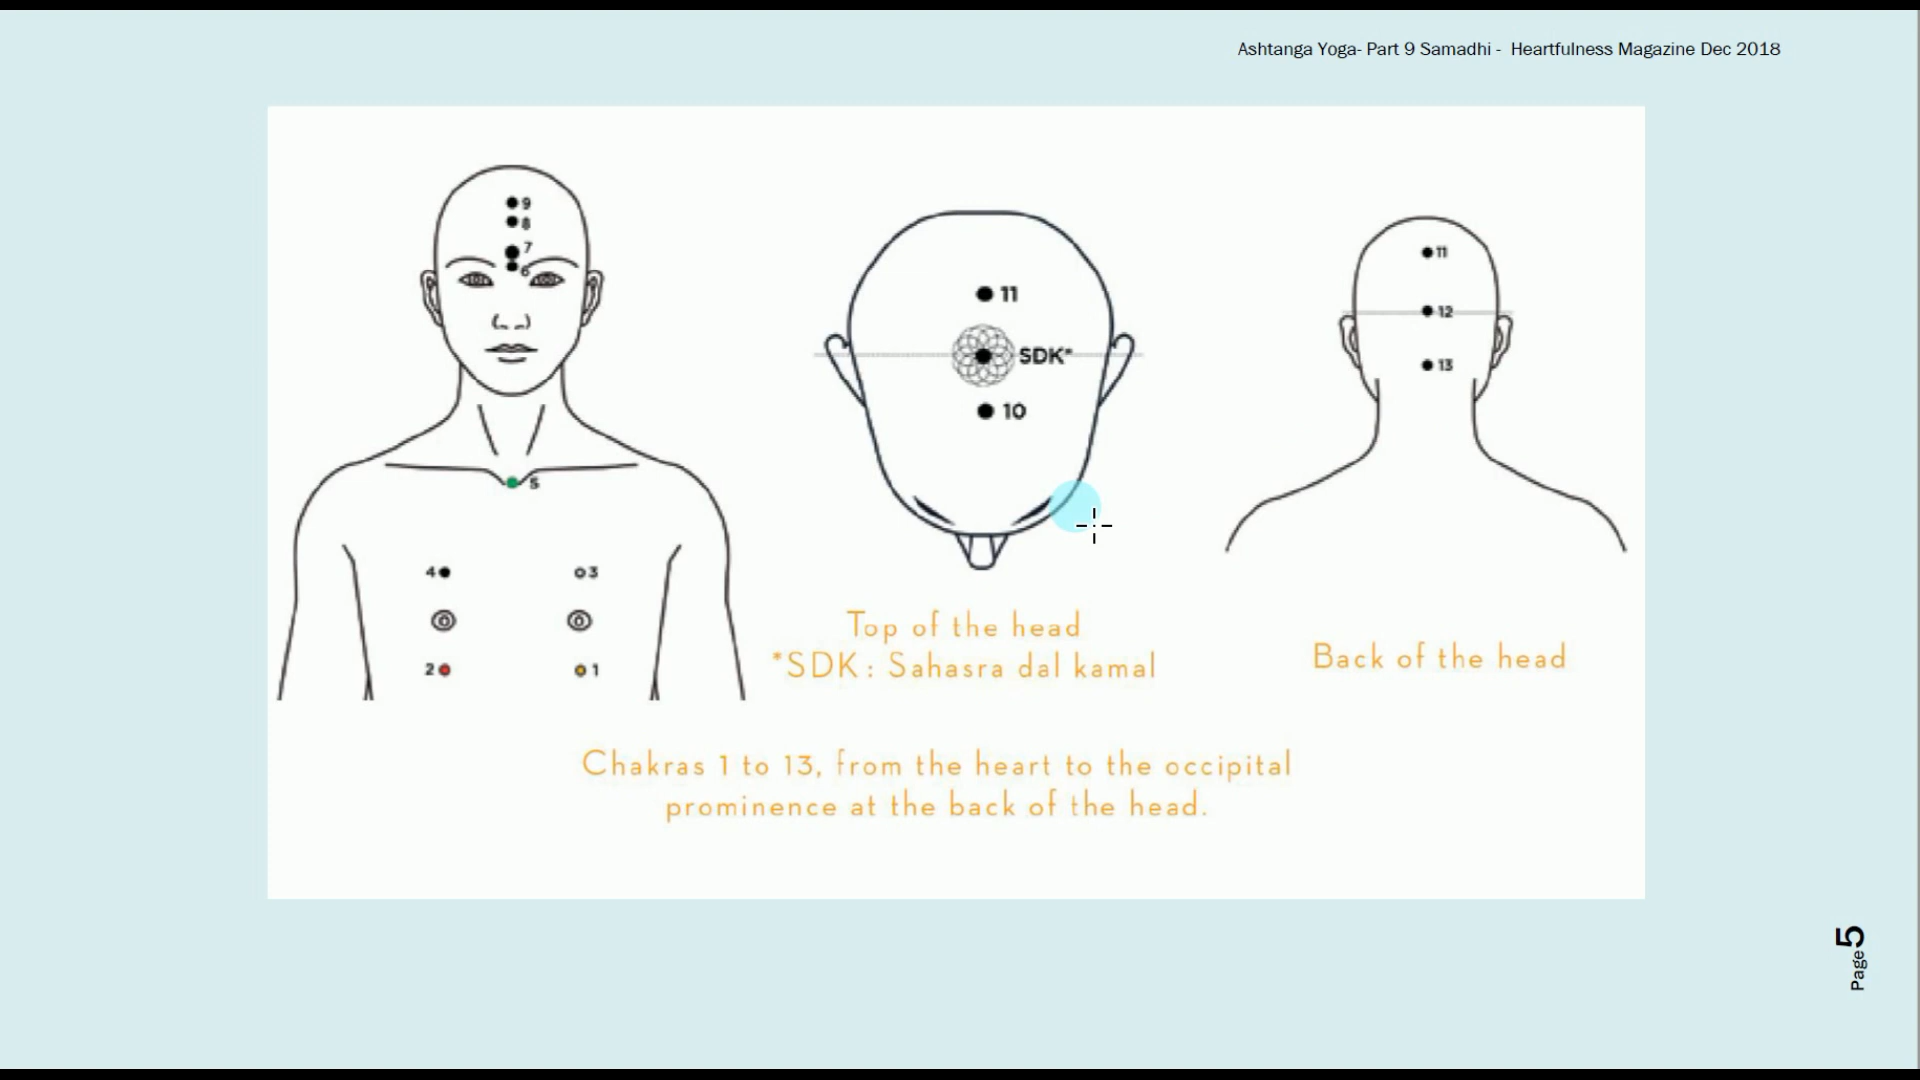 Ashtanga Yoga- Part 9 Samadhi - Heartfulness Magazine Dec 2018
9
8
7
6
5
4 3
2 1
11
SDK*
10
Top of the head
*SDK : Sahasra dal kamal
11
12
13
Back of the head
Chakras 1 to 13, from the heart to the occipital
prominence at the back of the head.
Page 5